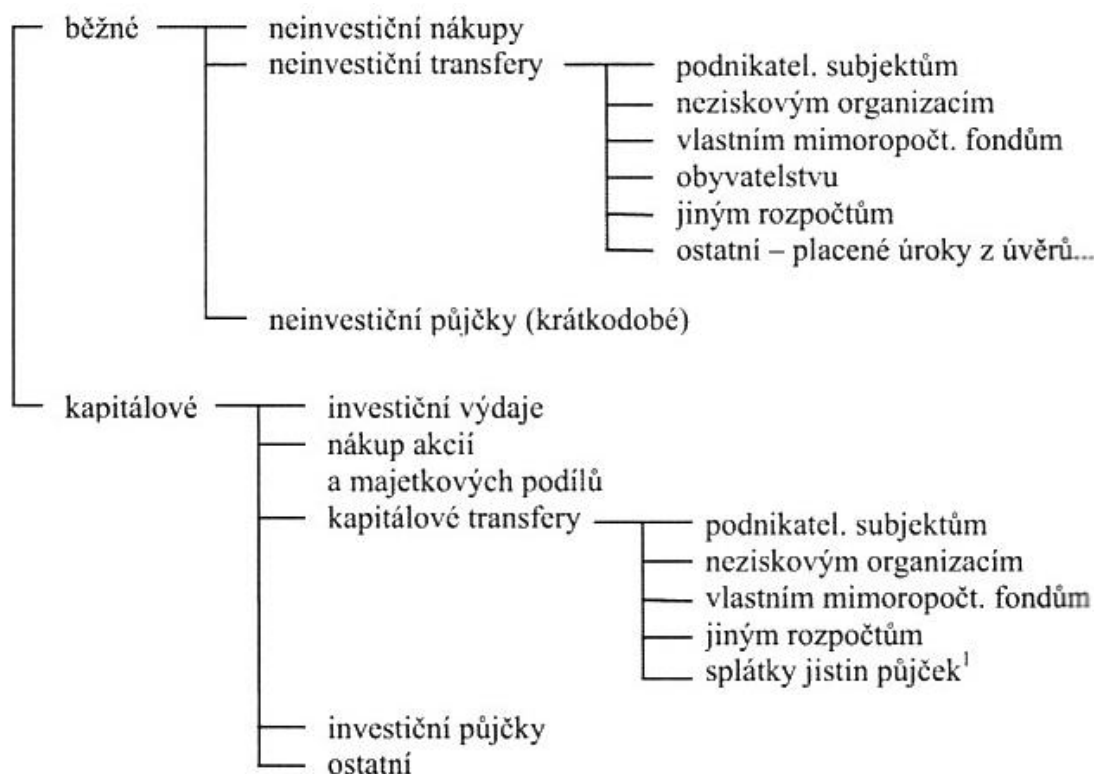 běžné
neinvestiční nákupy
neinvestiční transfery
podnikatel. subjektům
neziskovým organizacím
vlastním mimoropočt. fondům
obyvatelstvu
jiným rozpočtům
ostatní – placené úroky z úvěrů...
neinvestiční půjčky (krátkodobé)
kapitálové
investiční výdaje
nákup akcií
a majetkových podílů
kapitálové transfery
podnikatel. subjektům
neziskovým organizacím
vlastním mimoropočt. fondům
jiným rozpočtům
splátky jistin půjček¹
investiční půjčky
ostatní